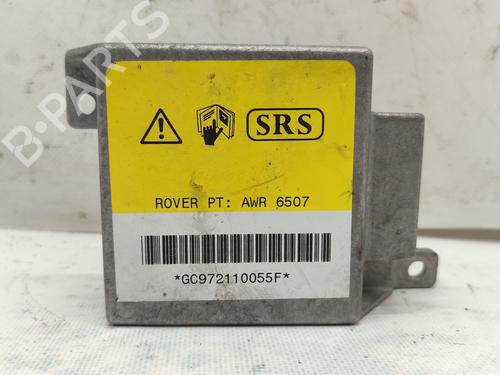 B-PARTS
SRS
ROVER PT: AWR 6507
*GC972110055F*